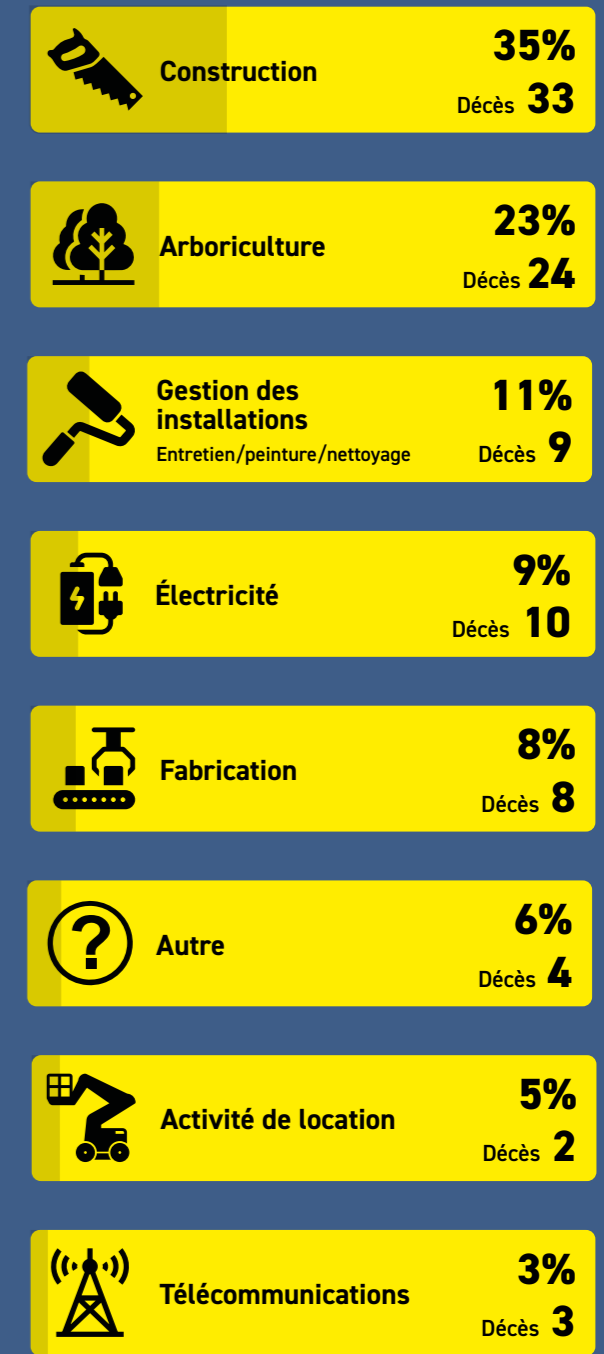 35%
Construction
Décès 33
23%
Arboriculture
Décès 24
Gestion des
installations
Entretien/peinture/nettoyage
11%
Décès 9
9%
Électricité
Décès 10
8%
Fabrication
Décès 8
?
6%
Autre
Décès 4
5%
Activité de location
Décès 2
3%
Télécommunications
Décès 3